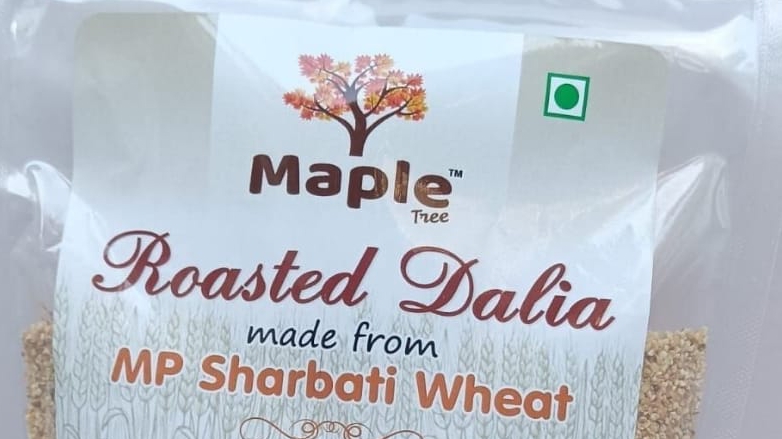 Maple™
Tree
Roasted Dalia
made from
MP Sharbati Wheat